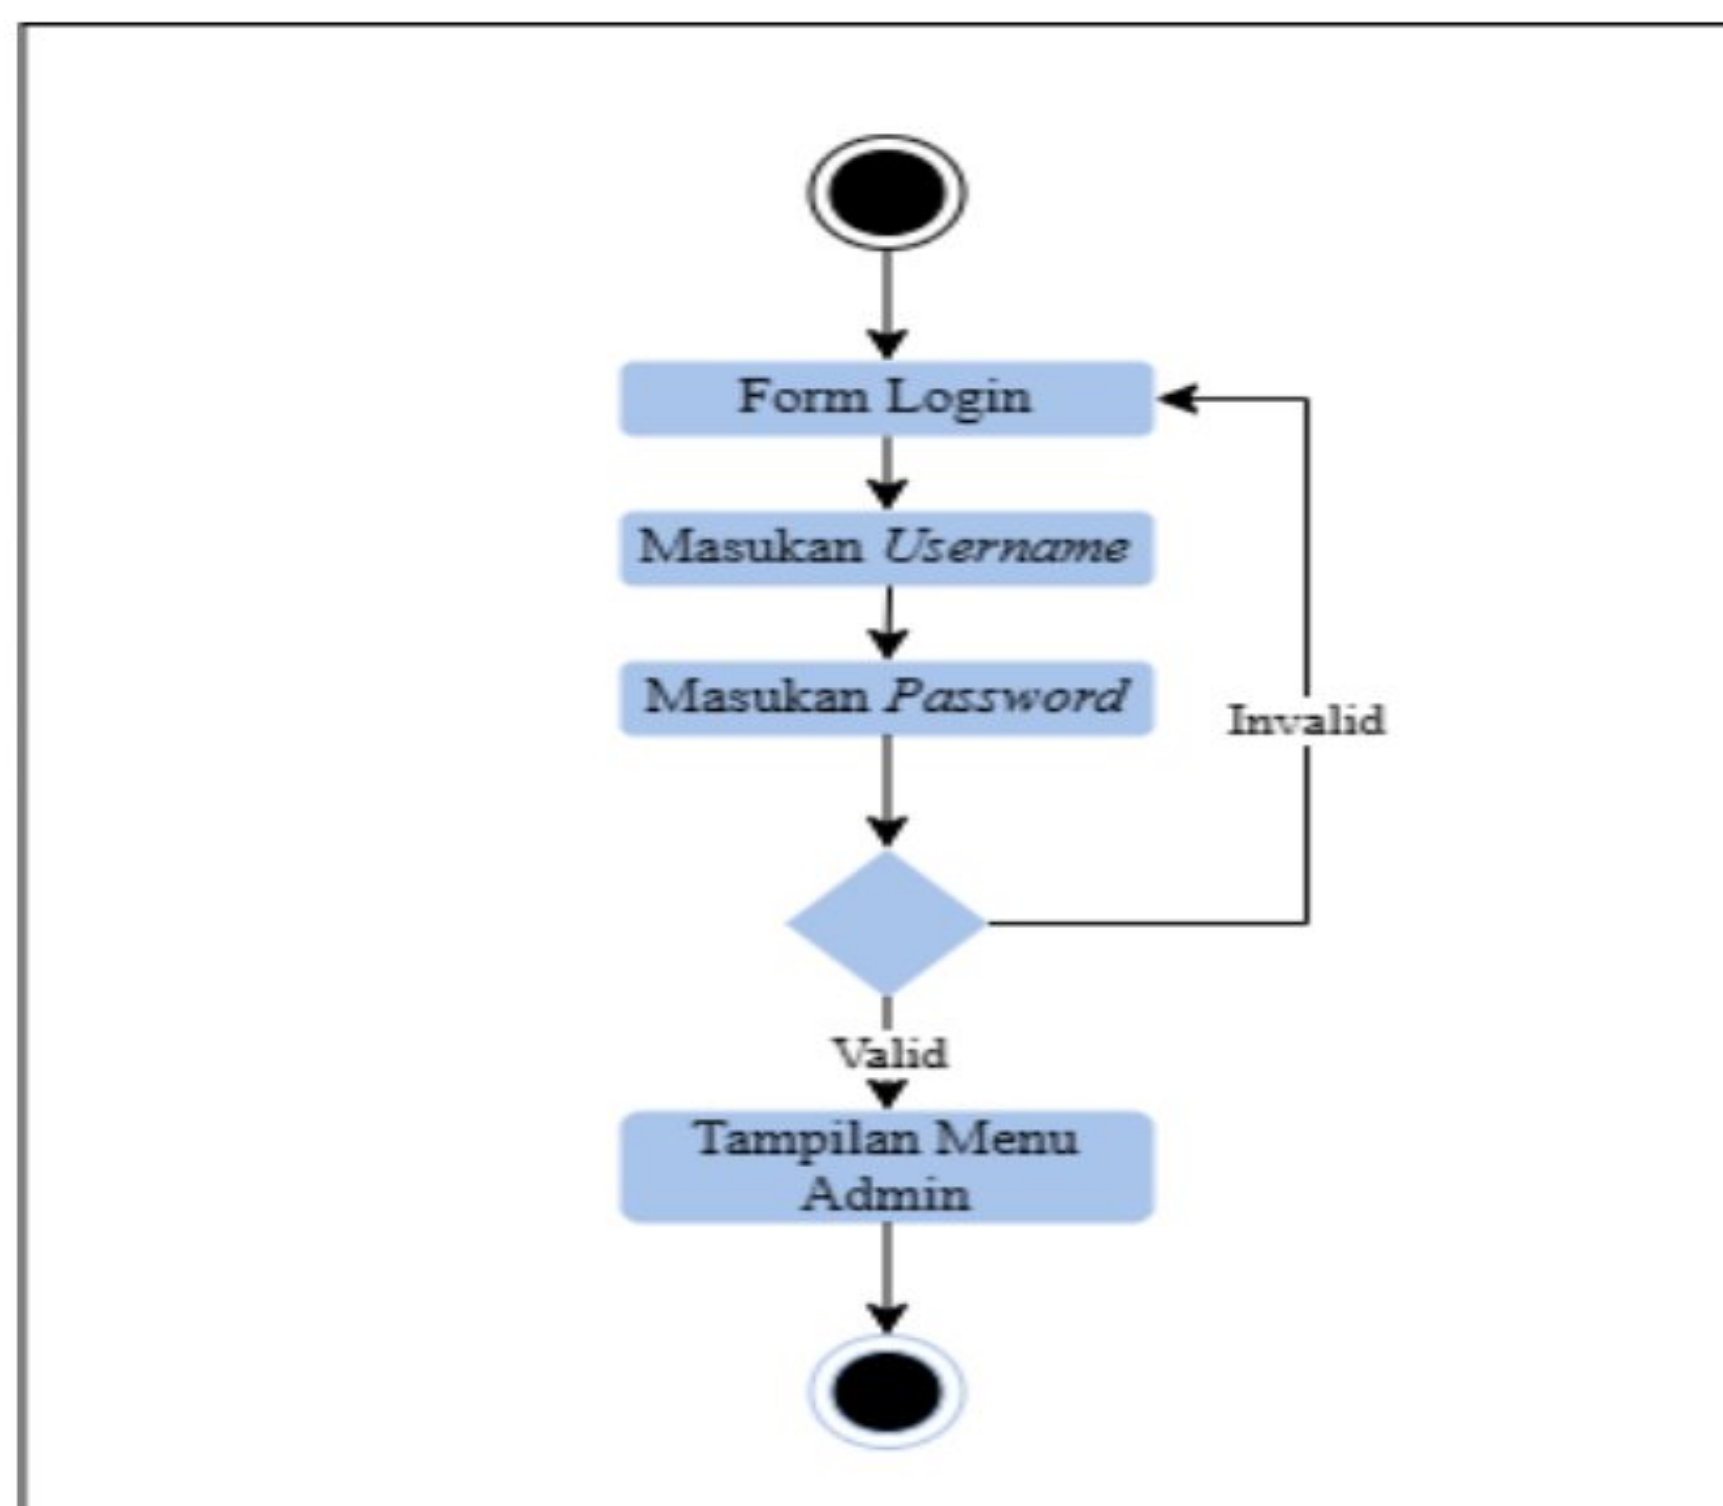 Form Login
Masukan Username
Masukan Password
Invalid
Valid
Tampilan Menu
Admin